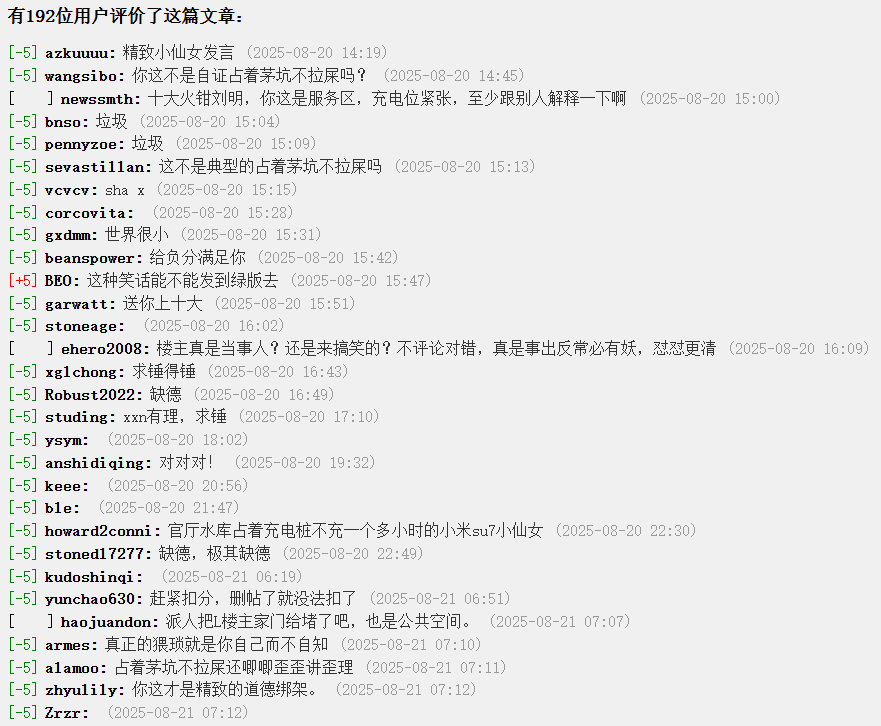 有192位用户评价了这篇文章：
[-5] azkuuuu: 精致小仙女发言 (2025-08-20 14:19)
[-5] wangsibo: 你这不是自证占着茅坑不拉屎吗？ (2025-08-20 14:45)
[ ] newssmth: 十大火钳刘明，你这是服务区，充电位紧张，至少跟别人解释一下啊 (2025-08-20 15:00)
[-5] bnso: 垃圾 (2025-08-20 15:04)
[-5] pennyzoe: 垃圾 (2025-08-20 15:09)
[-5] sevastillan: 这不是典型的占着茅坑不拉屎吗 (2025-08-20 15:13)
[-5] vcvcv: sha x (2025-08-20 15:15)
[-5] corcovita: (2025-08-20 15:28)
[-5] gxdmm: 世界很小 (2025-08-20 15:31)
[-5] beanspower: 给负分满足你 (2025-08-20 15:42)
[+5] BEO: 这种笑话能不能发到绿版去 (2025-08-20 15:47)
[-5] garwatt: 送你上十大 (2025-08-20 15:51)
[-5] stoneage: (2025-08-20 16:02)
[ ] ehero2008: 楼主真是当事人？还是来搞笑的？不评论对错，真是事出反常必有妖，怼怼更清 (2025-08-20 16:09)
[-5] xglchong: 求锤得锤 (2025-08-20 16:43)
[-5] Robust2022: 缺德 (2025-08-20 16:49)
[-5] studing: xxn有理，求锤 (2025-08-20 17:10)
[-5] ysym: (2025-08-20 18:02)
[-5] anshidiqing: 对对对！ (2025-08-20 19:32)
[-5] keee: (2025-08-20 20:56)
[-5] ble: (2025-08-20 21:47)
[-5] howard2conni: 官厅水库占着充电桩不充一个多小时的小米su7小仙女 (2025-08-20 22:30)
[-5] stoned17277: 缺德，极其缺德 (2025-08-20 22:49)
[-5] kudoshinqi: (2025-08-21 06:19)
[-5] yunchao630: 赶紧扣分，删帖了就没法扣了 (2025-08-21 06:51)
[ ] haojuandon: 派人把L楼主家门给堵了吧，也是公共空间。 (2025-08-21 07:07)
[-5] armes: 真正的猥琐就是你自己而不自知 (2025-08-21 07:10)
[-5] alamoo: 占着茅坑不拉屎还唧唧歪歪讲歪理 (2025-08-21 07:11)
[-5] zhyulily: 你这才是精致的道德绑架。 (2025-08-21 07:12)
[-5] Zrzr: (2025-08-21 07:12)